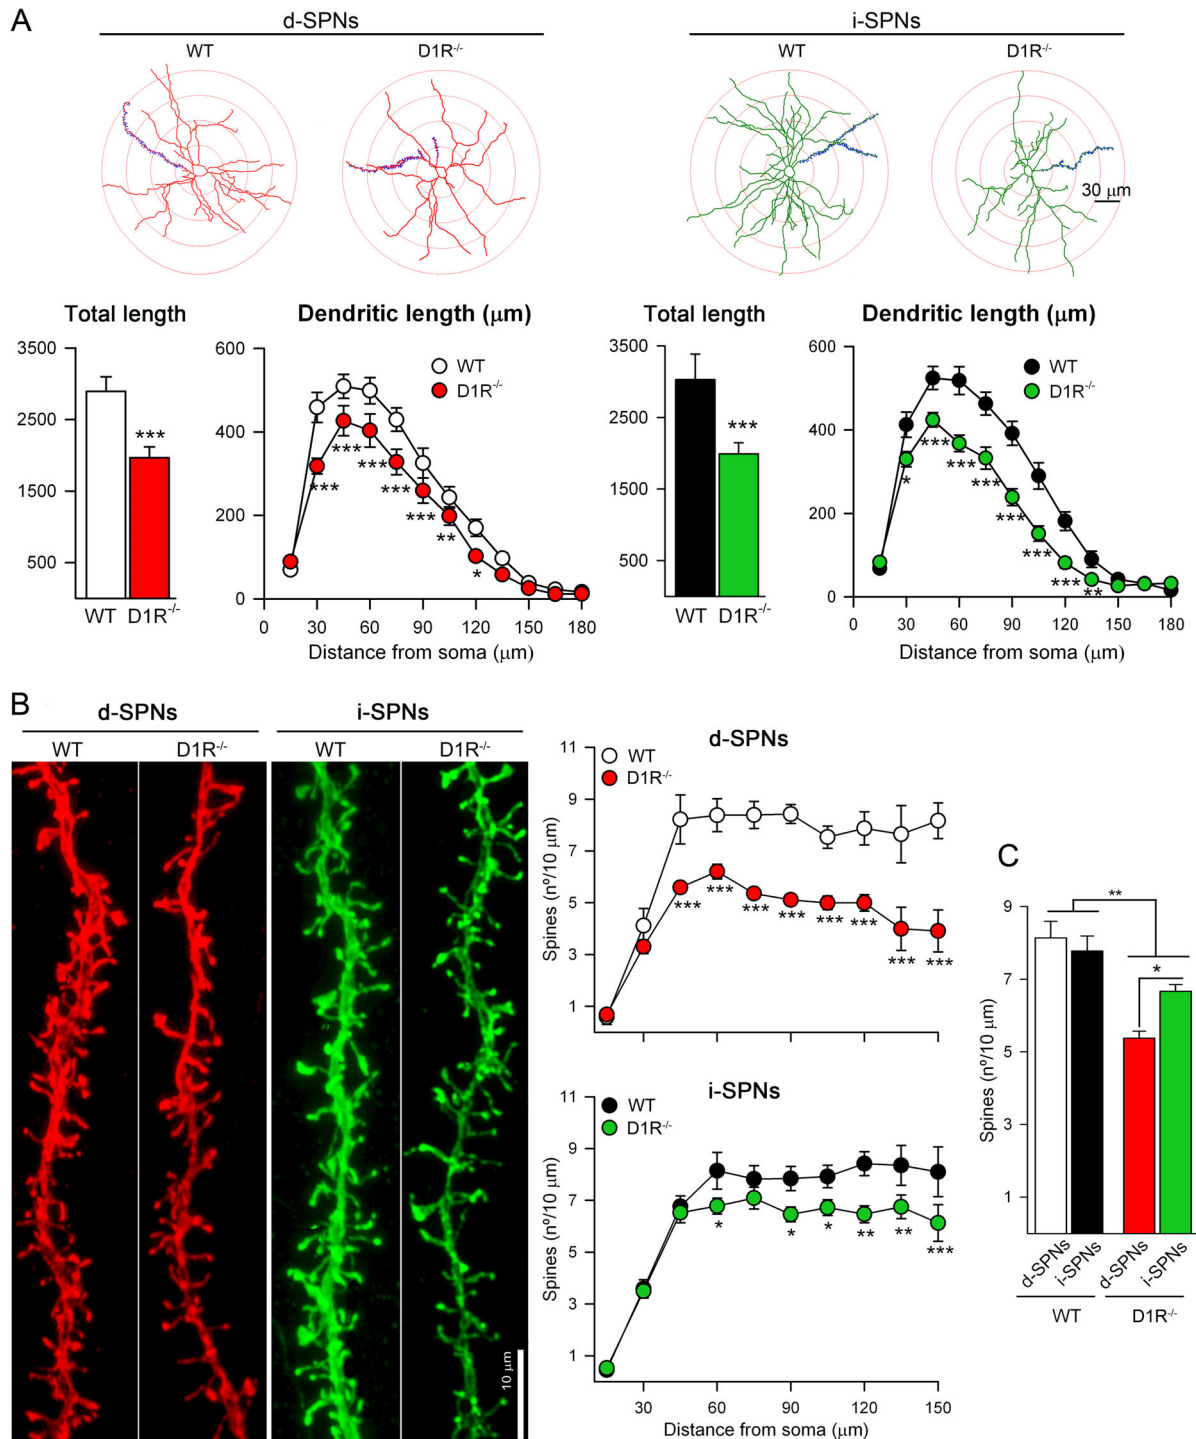 A
d-SPNs
i-SPNs
WT
D1R-/-
WT
D1R-/-
30 µm
Total length
Dendritic length (µm)
Total length
Dendritic length (µm)
3500
2500
1500
500
***
WT D1R-/-
600
400
200
0
WT
D1R-/-
***
***
***
***
***
**
*
0 30 60 90 120 150 180
Distance from soma (µm)
3500
2500
1500
500
***
WT D1R-/-
600
400
200
0
WT
D1R-/-
*
***
***
***
***
***
***
**
0 30 60 90 120 150 180
Distance from soma (µm)
B
d-SPNs
i-SPNs
WT
D1R-/-
WT
D1R-/-
10 µm
d-SPNs
WT
D1R-/-
11
9
7
5
3
1
Spines (nº/10 µm)
*** *** *** *** *** *** *** ***
i-SPNs
WT
D1R-/-
11
9
7
5
3
1
Spines (nº/10 µm)
* * * ** ** ***
30 60 90 120 150
Distance from soma (µm)
C
**
*
9
7
5
3
1
Spines (nº/10 µm)
d-SPNs
i-SPNs
d-SPNs
i-SPNs
WT
D1R-/-